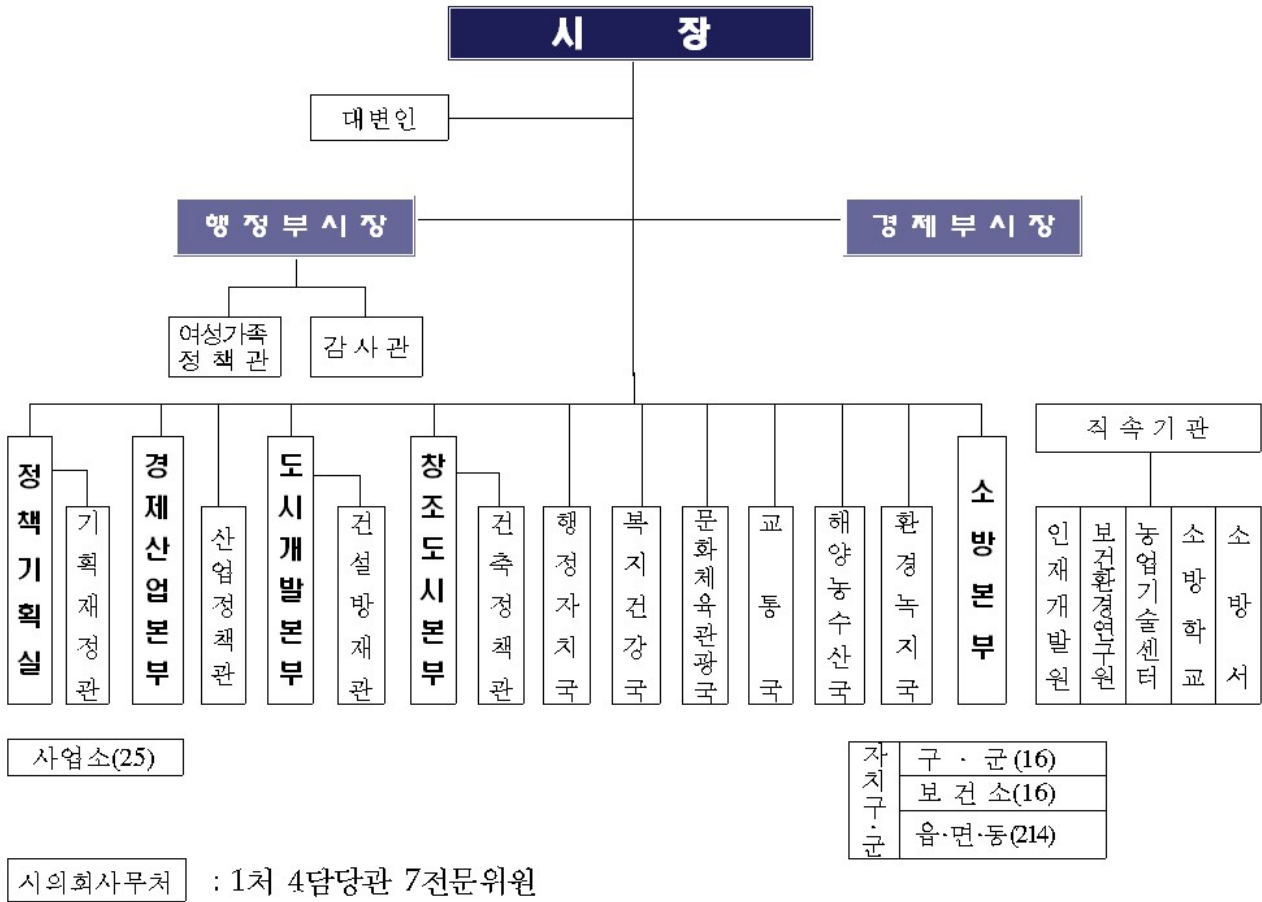 시 장
대변인
행정부시장
경제부시장
여성가족
정책관
감사관
정책기획실
기획재정관
경제산업본부
산업정책관
도시개발본부
건설방재관
창조도시본부
건축정책관
행정자치국
복지건강국
문화체육관광국
교통국
해양농수산국
환경녹지국
소방본부
직속기관
인재개발원
보건환경연구원
농업기술센터
소방학교
소방서
사업소(25)
자치구·군
구 · 군 (16)
보 건 소(16)
읍·면·동(214)
시의회사무처 : 1처 4담당관 7전문위원